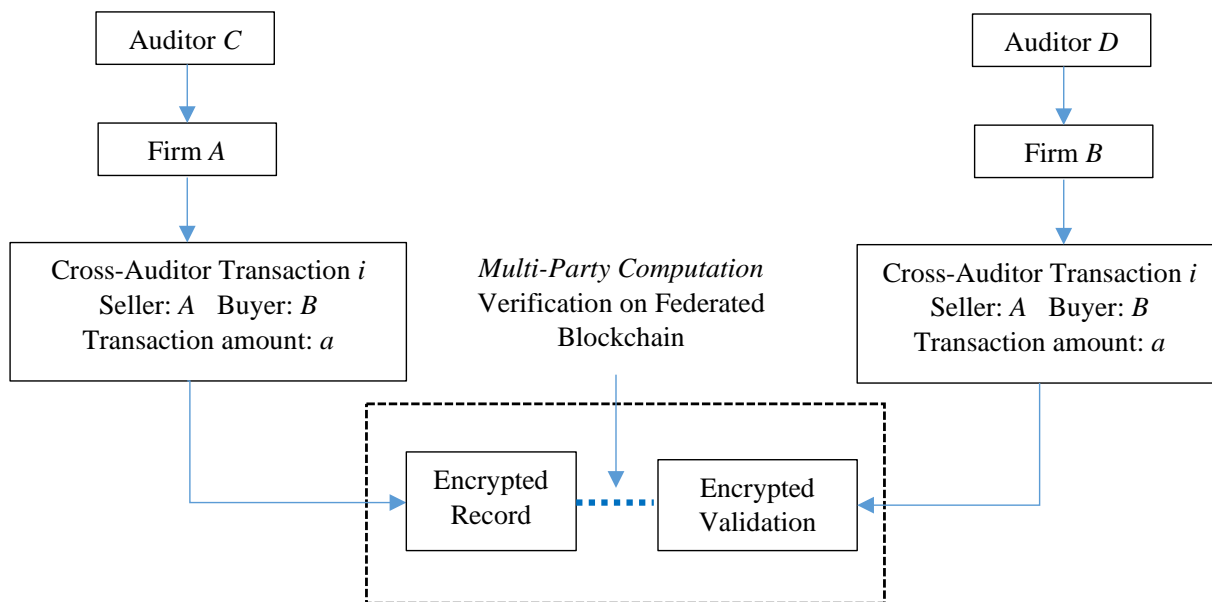 Auditor C
Auditor D
Firm A
Firm B
Cross-Auditor Transaction i
Seller: A Buyer: B
Transaction amount: a
Multi-Party Computation
Verification on Federated
Blockchain
Cross-Auditor Transaction i
Seller: A Buyer: B
Transaction amount: a
Encrypted
Record
Encrypted
Validation